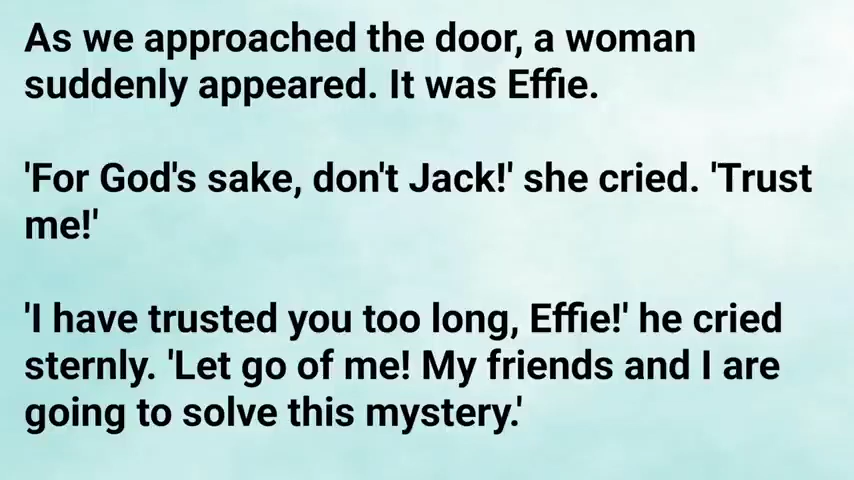 As we approached the door, a woman
suddenly appeared. It was Effie.
'For God's sake, don't Jack!' she cried. 'Trust
me!'
'I have trusted you too long, Effie!' he cried
sternly. 'Let go of me! My friends and I are
going to solve this mystery.'